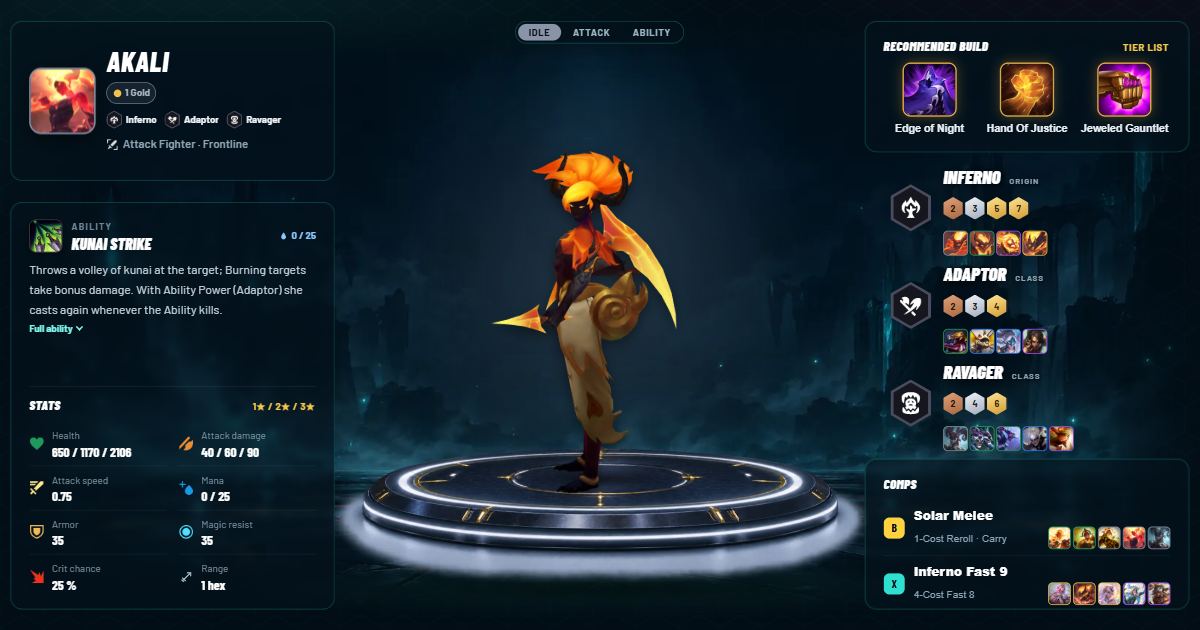 AKALI
1 Gold
Inferno Adaptor Ravager
Attack Fighter · Frontline
ABILITY
KUNAI STRIKE
0 / 25
Throws a volley of kunai at the target; Burning targets
take bonus damage. With Ability Power (Adaptor) she
casts again whenever the Ability kills.
Full ability
STATS
1★ / 2★ / 3★
Health
650 / 1170 / 2106
Attack damage
40 / 60 / 90
Attack speed
0.75
Mana
0 / 25
Armor
35
Magic resist
35
Crit chance
25 %
Range
1 hex
IDLE ATTACK ABILITY
RECOMMENDED BUILD
TIER LIST
Edge of Night
Hand Of Justice
Jeweled Gauntlet
INFERNO ORIGIN
2 3 5 7
ADAPTOR CLASS
2 3 4
RAVAGER CLASS
2 4 6
COMPS
B
Solar Melee
1-Cost Reroll · Carry
X
Inferno Fast 9
4-Cost Fast 8